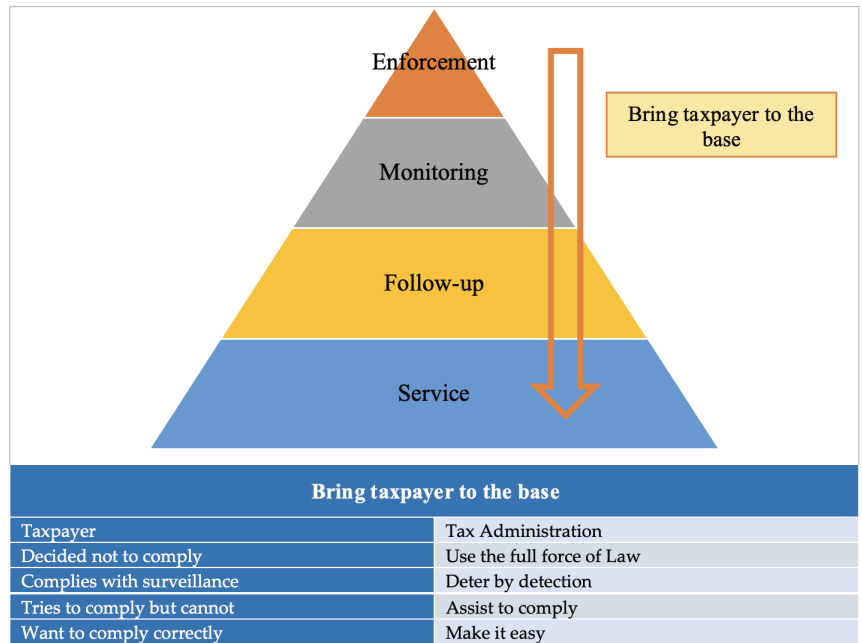 Enforcement
Bring taxpayer to the
base
Monitoring
Follow-up
Service
Bring taxpayer to the base
Taxpayer Tax Administration
Decided not to comply Use the full force of Law
Complies with surveillance Deter by detection
Tries to comply but cannot Assist to comply
Want to comply correctly Make it easy